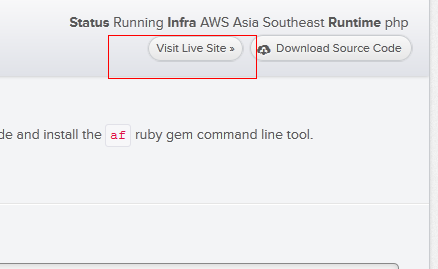 Status Running Infra AWS Asia Southeast Runtime php
Visit Live Site » Download Source Code
de and install the af ruby gem command line tool.